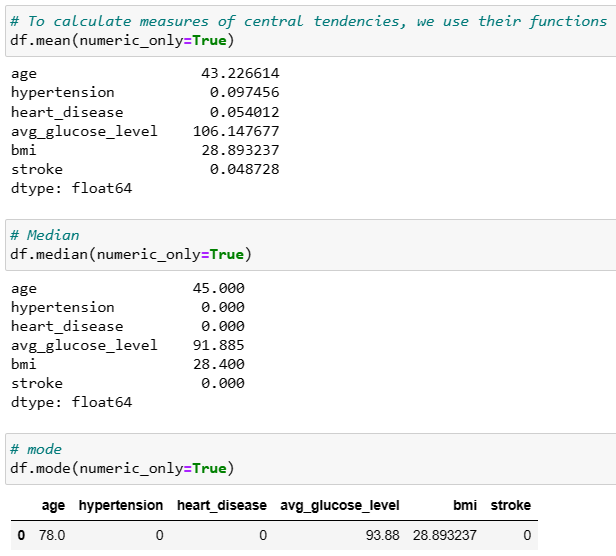 # To calculate measures of central tendencies, we use their functions
df.mean(numeric_only=True)
age 43.226614
hypertension 0.097456
heart_disease 0.054012
avg_glucose_level 106.147677
bmi 28.893237
stroke 0.048728
dtype: float64
# Median
df.median(numeric_only=True)
age 45.000
hypertension 0.000
heart_disease 0.000
avg_glucose_level 91.885
bmi 28.400
stroke 0.000
dtype: float64
# mode
df.mode(numeric_only=True)
age hypertension heart_disease avg_glucose_level bmi stroke
0 78.0 0 0 93.88 28.893237 0